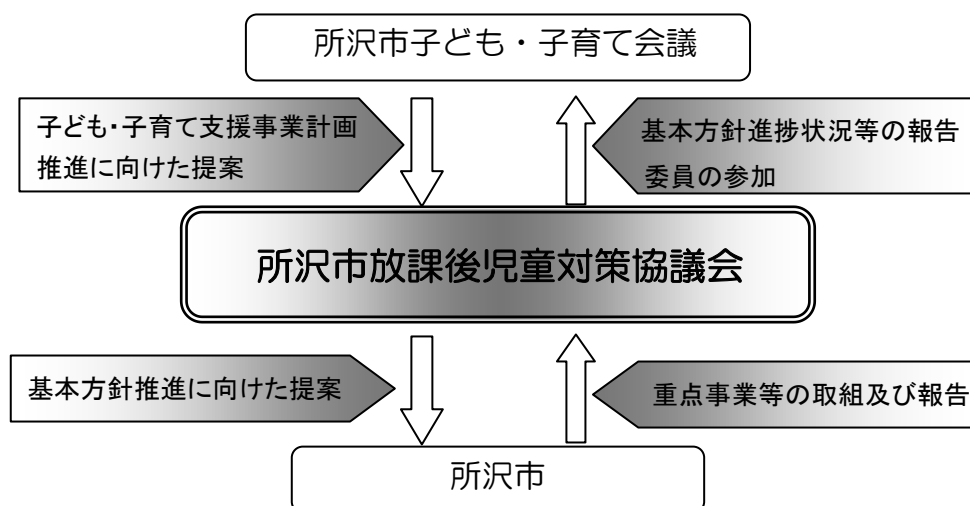 所沢市子ども・子育て会議
子ども・子育て支援事業計画
推進に向けた提案
基本方針進捗状況等の報告
委員の参加
所沢市放課後児童対策協議会
基本方針推進に向けた提案
重点事業等の取組及び報告
所沢市